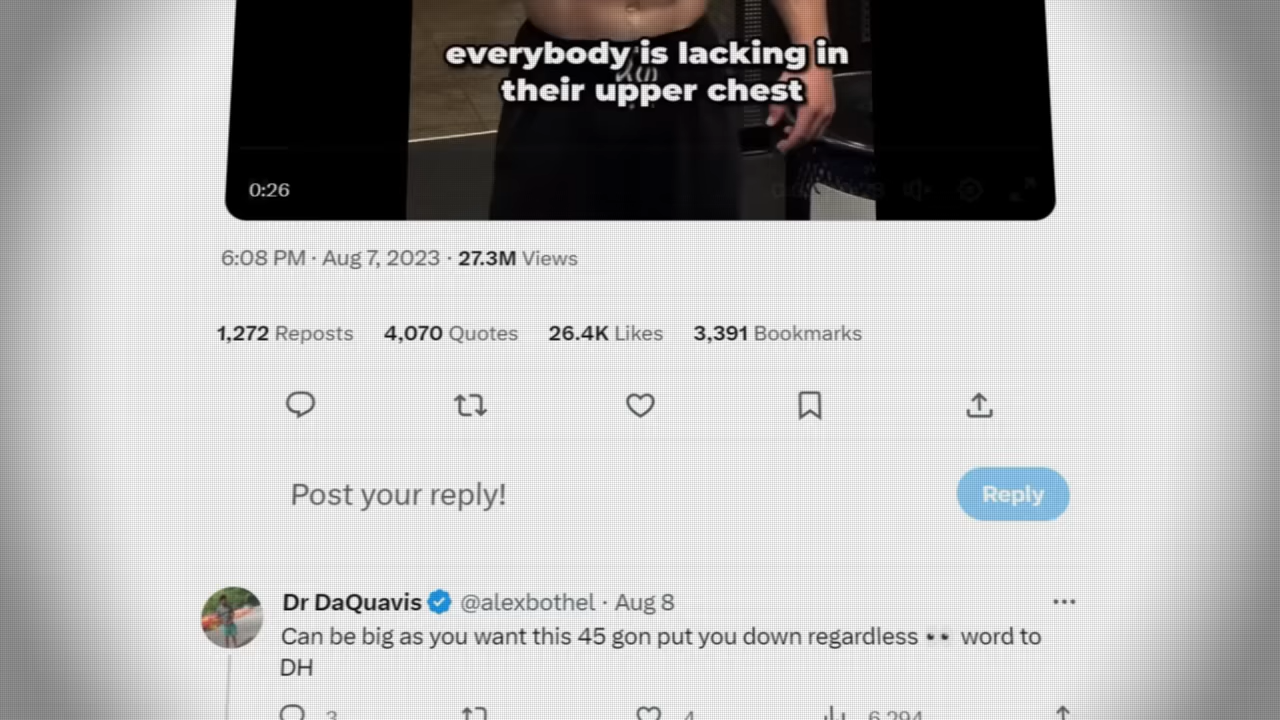 everybody is lacking in
their upper chest
0:26
6:08 PM · Aug 7, 2023 · 27.3M Views
1,272 Reposts 4,070 Quotes 26.4K Likes 3,391 Bookmarks
Post your reply!
Reply
Dr DaQuavis @alexbothel · Aug 8
Can be big as you want this 45 gon put you down regardless 👀 word to
DH
3 4 6,294